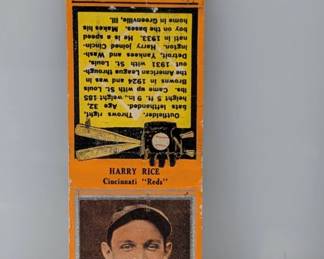 Outfielder. Throws right,
bats lefthanded. Age 32,
height 5 ft. 9 in. weight 185
lbs. Came up with St. Louis
Browns in 1924 and was in
the American League through-
out 1931 with St. Louis,
Detroit, Yankees and Wash-
ington. Harry joined Cincin-
nati in 1933. He is a speed
boy on the bases. Makes his
home in Greenville, Ill.
HARRY RICE
Cincinnati "Reds"